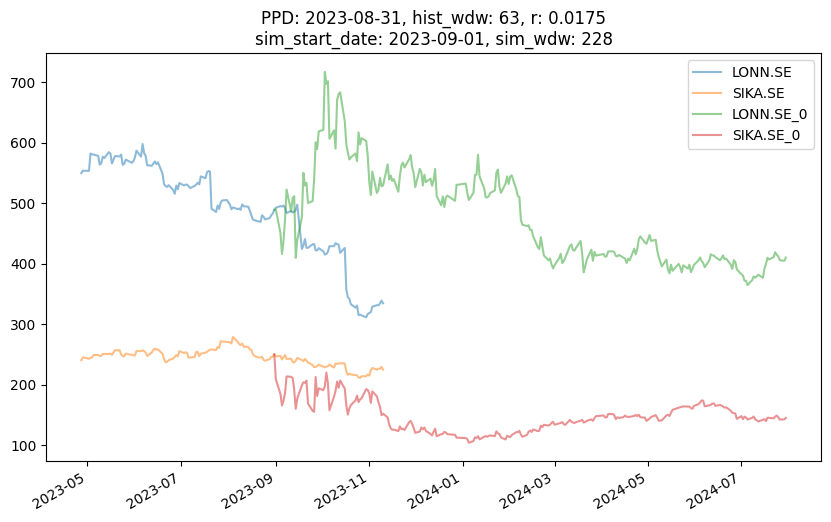 PPD: 2023-08-31, hist_wdw: 63, r: 0.0175
sim_start_date: 2023-09-01, sim_wdw: 228
LONN.SE
SIKA.SE
LONN.SE_0
SIKA.SE_0
700
600
500
400
300
200
100
2023-05
2023-07
2023-09
2023-11
2024-01
2024-03
2024-05
2024-07